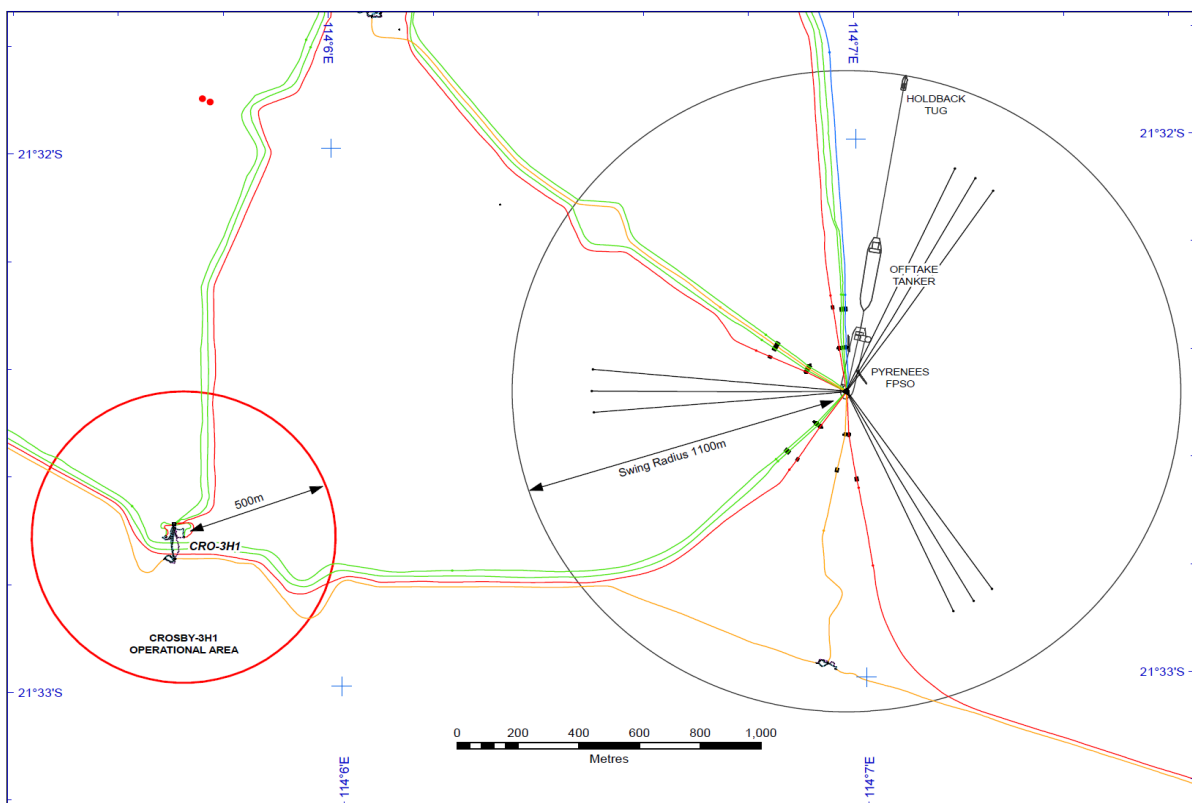 114°6'E
114°7'E
HOLDBACK
TUG
21°32'S
21°32'S
OFFTAKE
TANKER
PYRENEES
FPSO
Swing Radius 1100m
500m
CRO-3H1
CROSBY-3H1
OPERATIONAL AREA
21°33'S
21°33'S
0 200 400 600 800 1,000
Metres
114°6'E
114°7'E